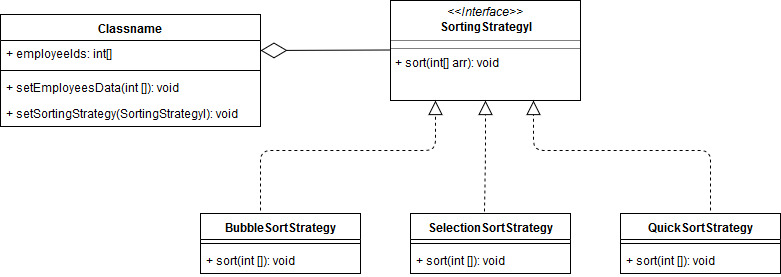 Classname
+ employeeIds: int[]
+ setEmployeesData(int []): void
+ setSortingStrategy(SortingStrategyI): void
<<Interface>>
SortingStrategyI
+ sort(int[] arr): void
BubbleSortStrategy
+ sort(int []): void
SelectionSortStrategy
+ sort(int []): void
QuickSortStrategy
+ sort(int []): void